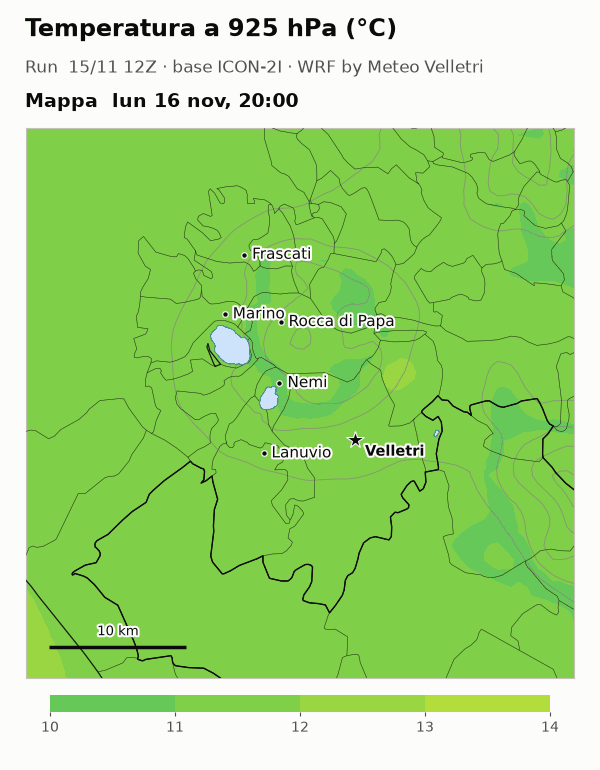 Temperatura a 925 hPa (°C)
Run  15/11 12Z · base ICON-2I · WRF by Meteo Velletri
Mappa  lun 16 nov, 20:00
Frascati
Marino
Rocca di Papa
Nemi
Velletri
Lanuvio
10 km
10 11 12 13 14